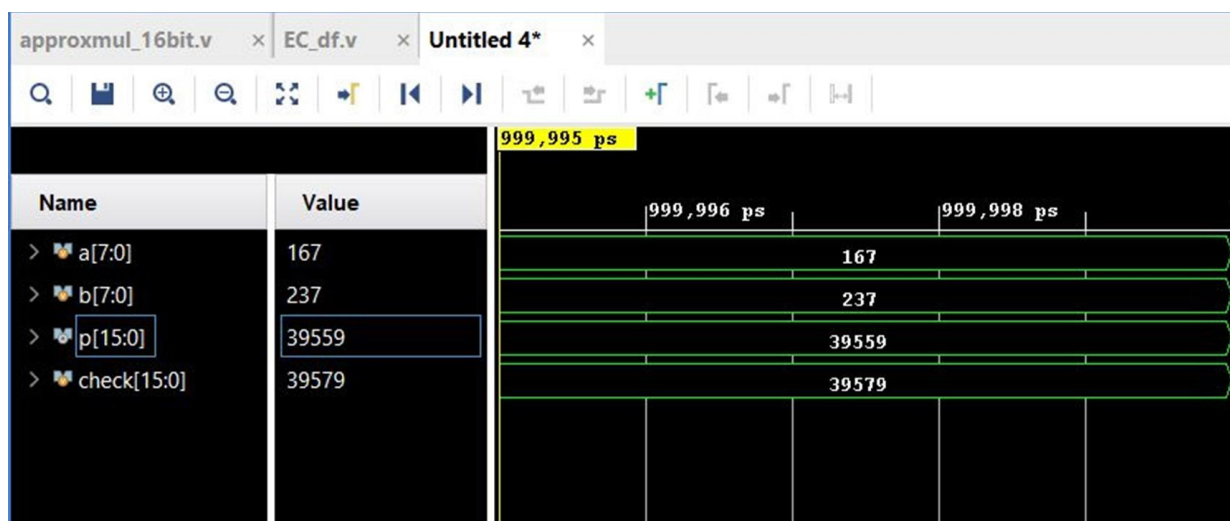 approxmul_16bit.v × EC_df.v × Untitled 4* ×
999,995 ps
Name Value 999,996 ps 999,998 ps
a[7:0] 167 167
b[7:0] 237 237
p[15:0] 39559 39559
check[15:0] 39579 39579